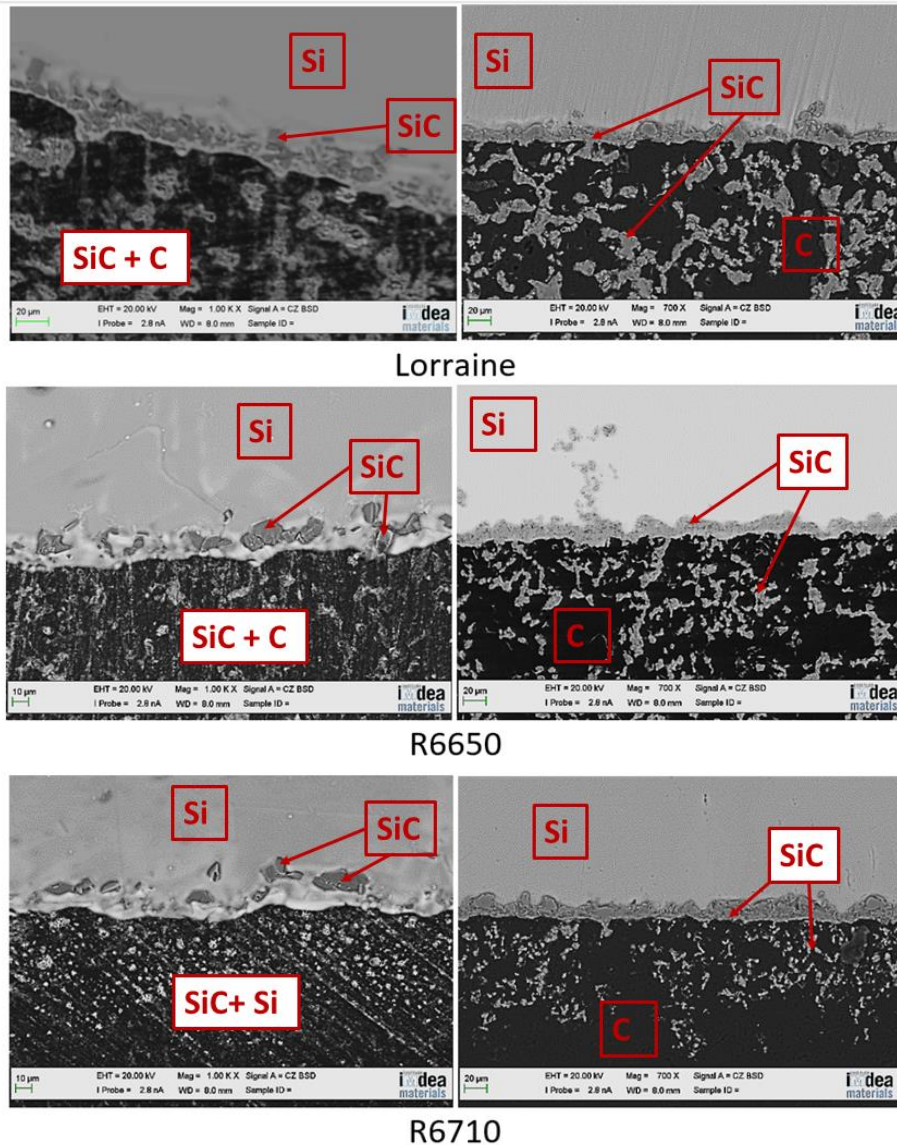 Si
SiC
SiC + C
20 µm
EHT = 20.00 kV Mag = 1.00 K X Signal A = CZ BSD
I Probe = 2.8 nA WD = 8.0 mm Sample ID =
idea
materials
Si
SiC
C
20 µm
EHT = 20.00 kV Mag = 700 X Signal A = CZ BSD
I Probe = 2.8 nA WD = 8.0 mm Sample ID =
idea
materials
Lorraine
Si
SiC
SiC + C
10 µm
EHT = 20.00 kV Mag = 1.00 K X Signal A = CZ BSD
I Probe = 2.8 nA WD = 8.0 mm Sample ID =
idea
materials
Si
SiC
C
20 µm
EHT = 20.00 kV Mag = 700 X Signal A = CZ BSD
I Probe = 2.8 nA WD = 8.0 mm Sample ID =
idea
materials
R6650
Si
SiC
SiC+ Si
10 µm
EHT = 20.00 kV Mag = 1.00 K X Signal A = CZ BSD
I Probe = 2.8 nA WD = 8.0 mm Sample ID =
idea
materials
Si
SiC
C
20 µm
EHT = 20.00 kV Mag = 700 X Signal A = CZ BSD
I Probe = 2.8 nA WD = 8.0 mm Sample ID =
idea
materials
R6710